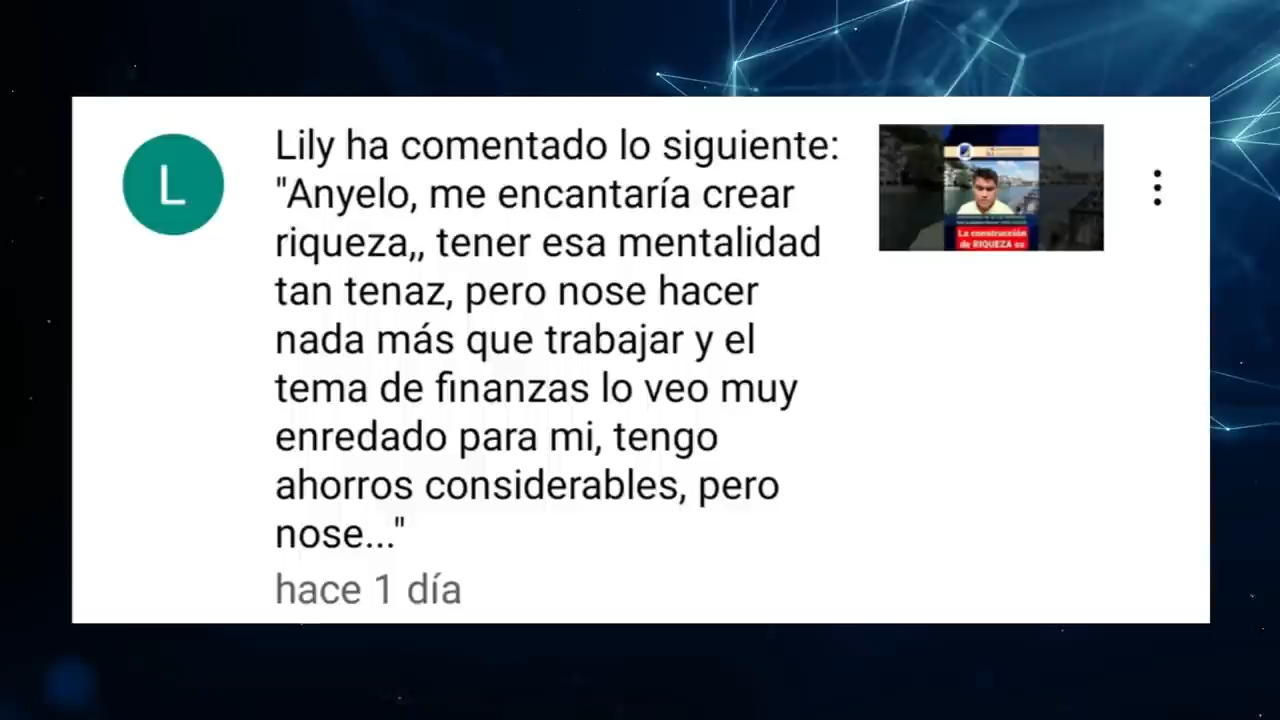 L
Lily ha comentado lo siguiente:
"Anyelo, me encantaría crear
riqueza,, tener esa mentalidad
tan tenaz, pero nose hacer
nada más que trabajar y el
tema de finanzas lo veo muy
enredado para mi, tengo
ahorros considerables, pero
nose..."
hace 1 día
La construcción
de RIQUEZA es